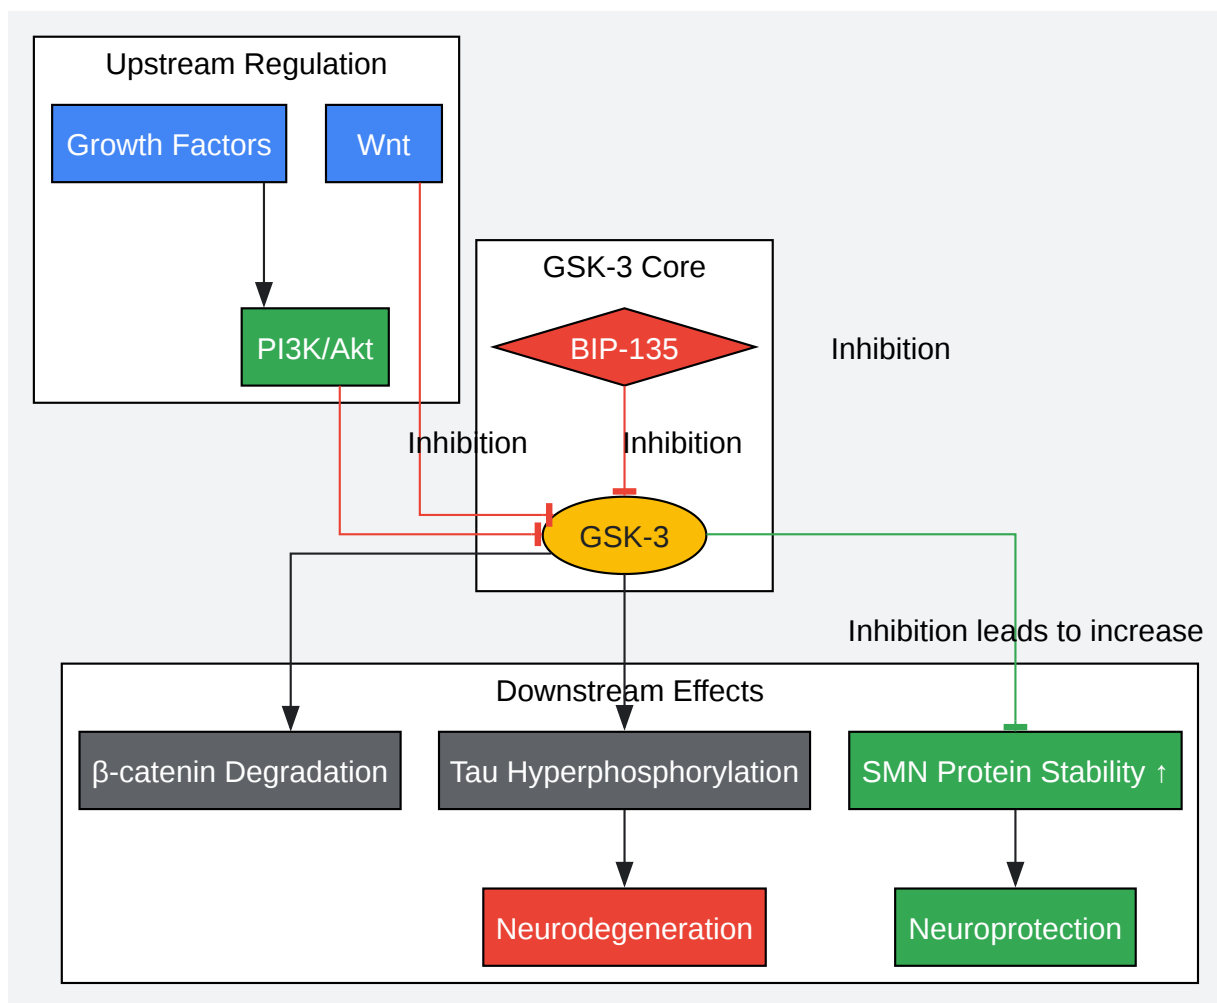 Upstream Regulation
Growth Factors
Wnt
PI3K/Akt
GSK-3 Core
BIP-135
Inhibition
Inhibition
Inhibition
GSK-3
Inhibition leads to increase
Downstream Effects
β-catenin Degradation
Tau Hyperphosphorylation
SMN Protein Stability ↑
Neurodegeneration
Neuroprotection